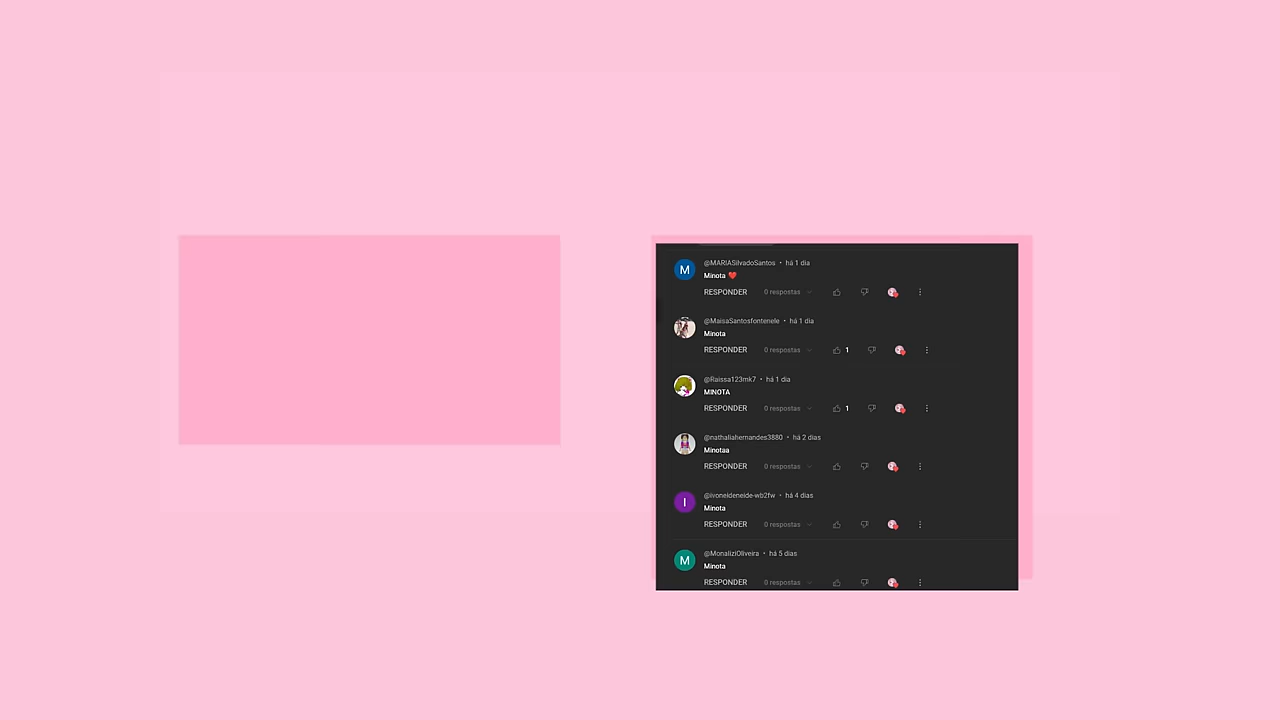 M
@MARIASilvadoSantos • há 1 dia
Minota ❤️
RESPONDER 0 respostas
@MaisaSantosfontenele • há 1 dia
Minota
RESPONDER 0 respostas 1
@Raissa123mk7 • há 1 dia
MINOTA
RESPONDER 0 respostas 1
@nathaliahernandes3880 • há 2 dias
Minotaa
RESPONDER 0 respostas
I
@ivoneideneide-wb2fw • há 4 dias
Minota
RESPONDER 0 respostas
M
@MonaliziOliveira • há 5 dias
Minota
RESPONDER 0 respostas